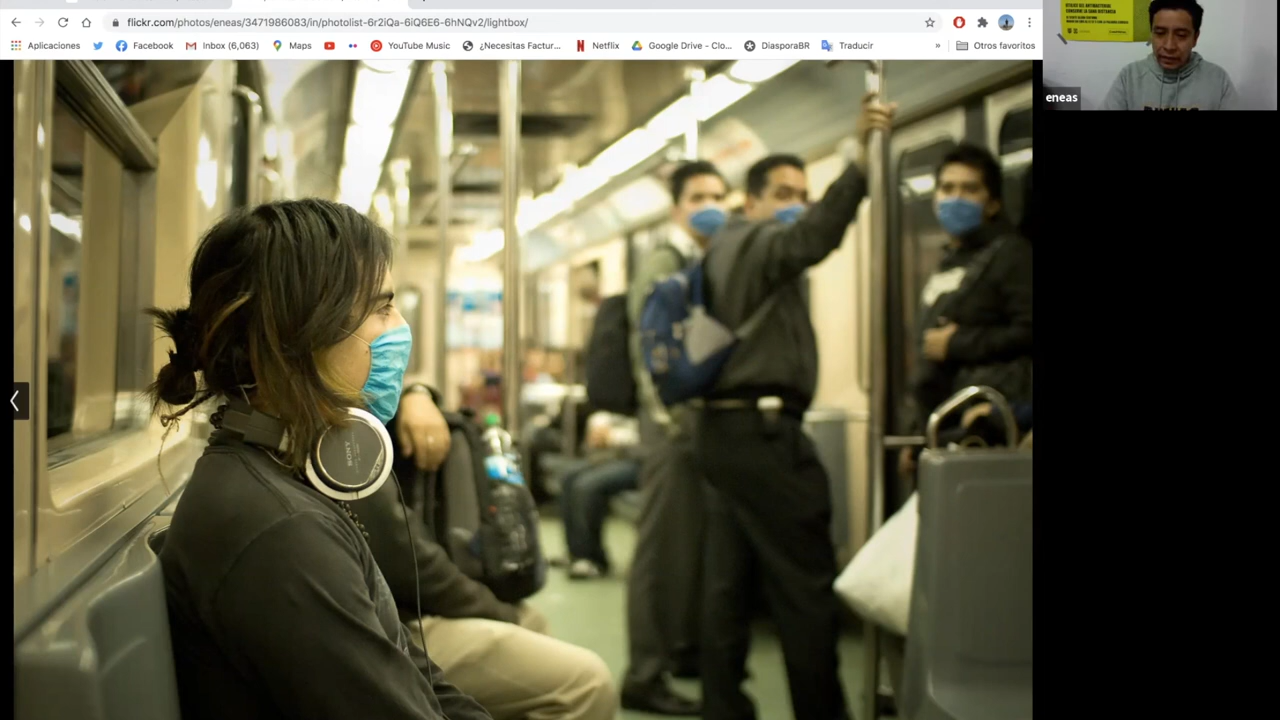 flickr.com/photos/eneas/3471986083/in/photolist-6r2iQa-6iQ6E6-6hNQv2/lightbox/
Aplicaciones Facebook Inbox (6,063) Maps YouTube Music ¿Necesitas Factur... Netflix Google Drive - Clo... DiasporaBR Traducir » Otros favoritos
eneas
SONY